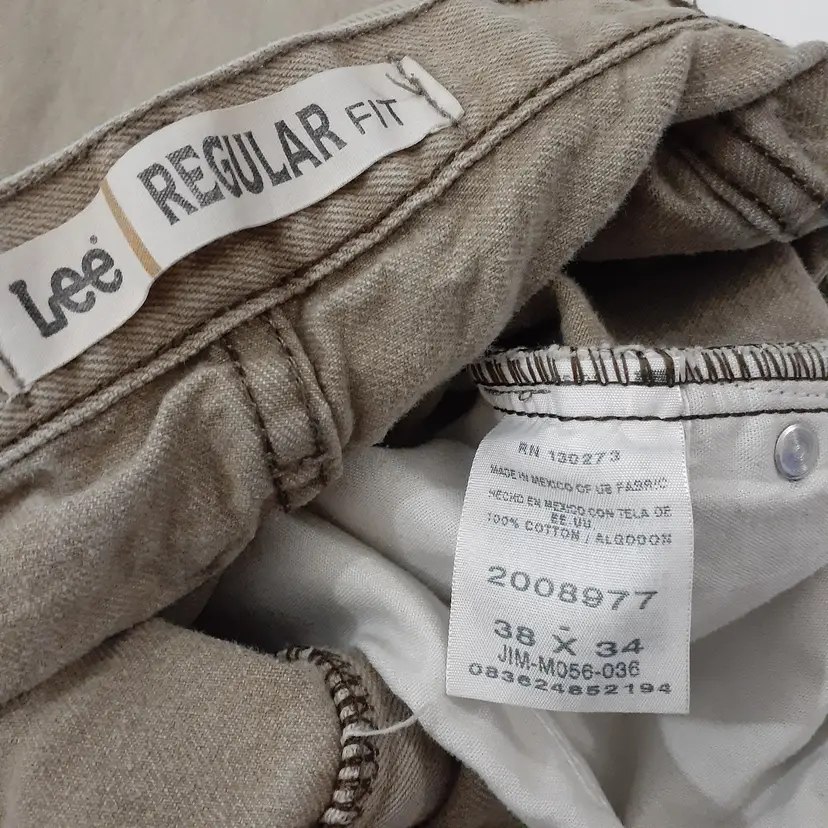 Lee
REGULAR FIT
RN 130273
MADE IN MEXICO OF US FABRIC
HECHO EN MEXICO CON TELA DE
EE UU
100% COTTON / ALGODON
2008977
38 X 34
JIM-M056-036
083624852194